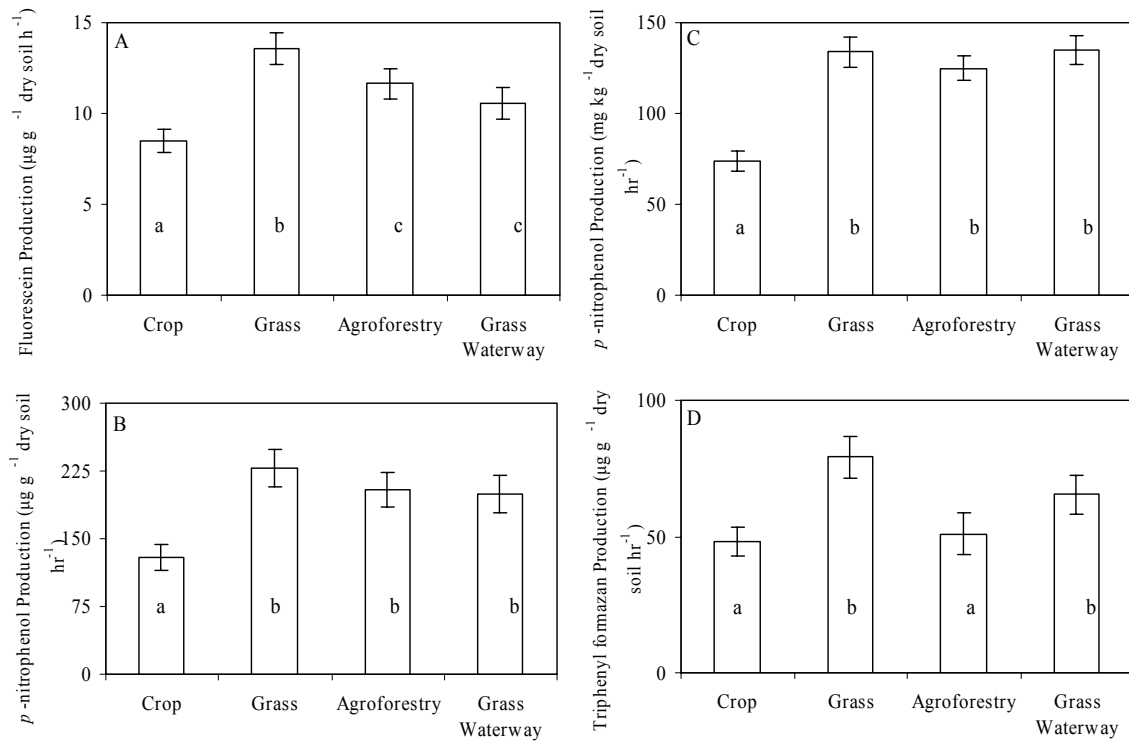 Fluorescein Production (µg g -1 dry soil h-1)
A
15
10
5
0
a
b
c
c
Crop
Grass
Agroforestry
Grass
Waterway
p -nitrophenol Production (mg kg -1 dry soil
hr-1)
C
150
100
50
0
a
b
b
b
Crop
Grass
Agroforestry
Grass
Waterway
p -nitrophenol Production (µg g -1 dry soil
hr-1)
B
300
225
150
75
0
a
b
b
b
Crop
Grass
Agroforestry
Grass
Waterway
Triphenyl formazan Production (µg g -1 dry
soil hr-1)
D
100
50
0
a
b
a
b
Crop
Grass
Agroforestry
Grass
Waterway